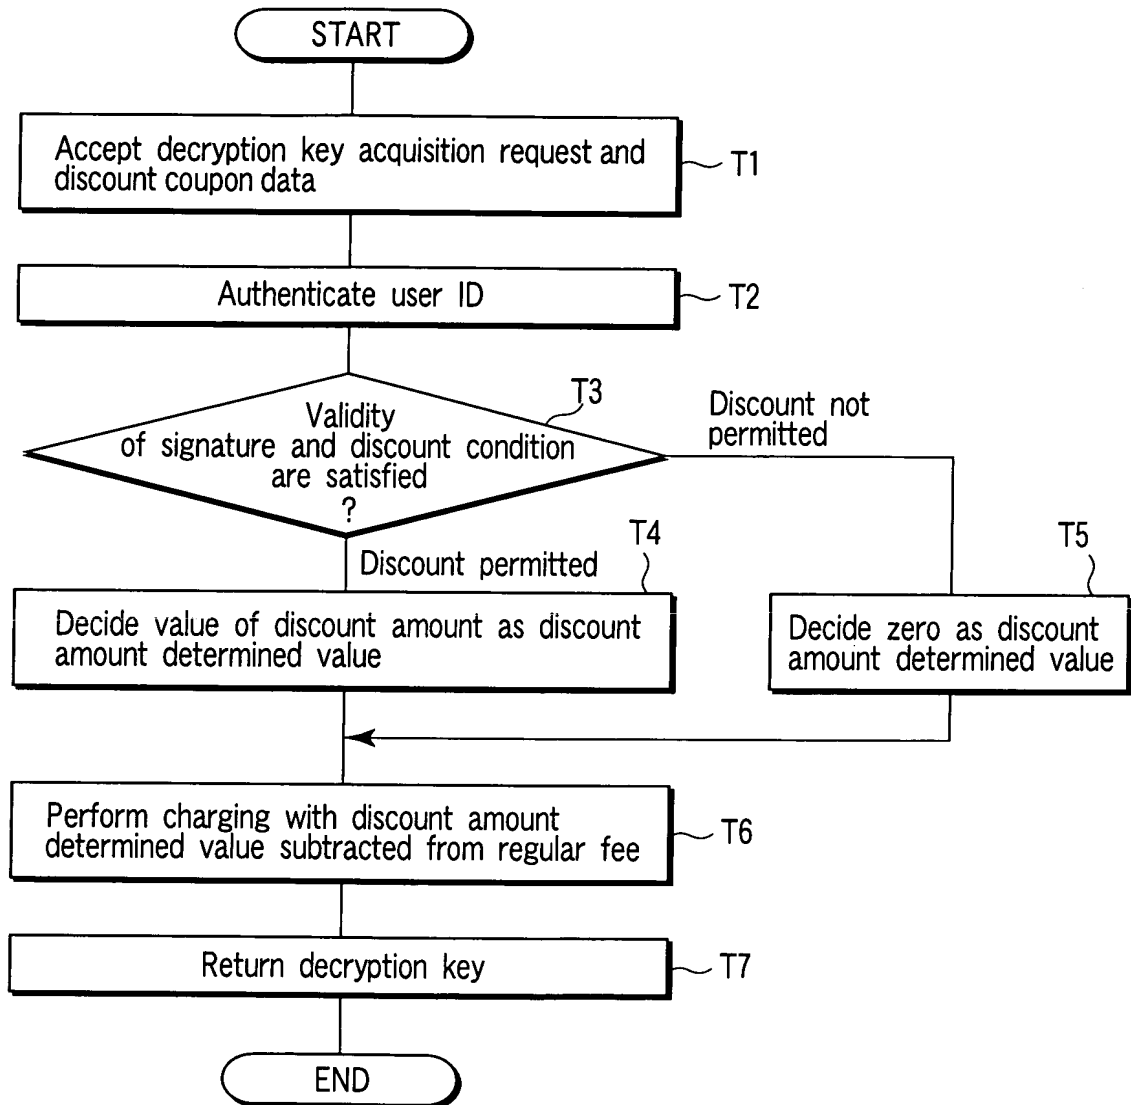 START
Accept decryption key acquisition request and
discount coupon data
T1
Authenticate user ID
T2
T3
Validity
of signature and discount condition
are satisfied
?
Discount not
permitted
Discount permitted
T4
Decide value of discount amount as discount
amount determined value
T5
Decide zero as discount
amount determined value
Perform charging with discount amount
determined value subtracted from regular fee
T6
Return decryption key
T7
END